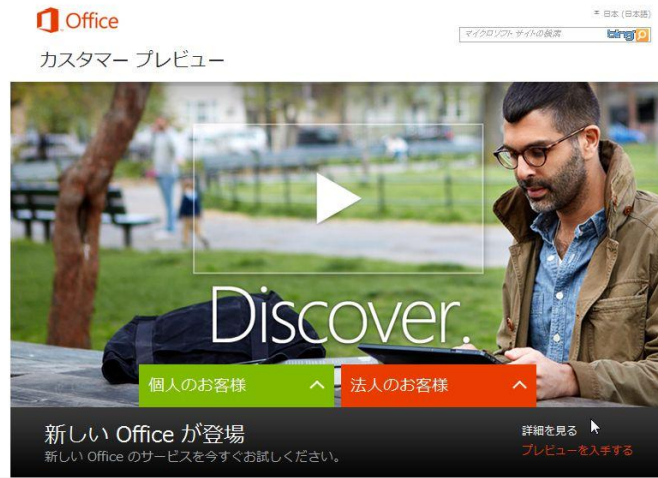 Office
日本 (日本語)
マイクロソフト サイトの検索
bing
カスタマー プレビュー
Discover.
個人のお客様
法人のお客様
新しい Office が登場
新しい Office のサービスを今すぐお試しください。
詳細を見る
プレビューを入手する